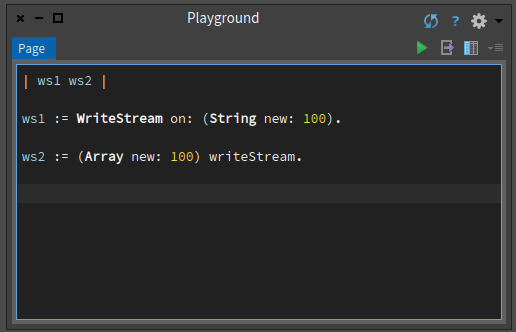 Playground
?
Page
| ws1 ws2 |
ws1 := WriteStream on: (String new: 100).
ws2 := (Array new: 100) writeStream.